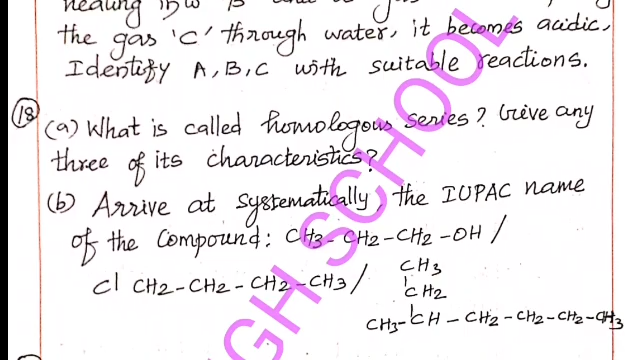 the gas 'C' through water, it becomes acidic.
Identify A, B, C with suitable reactions.
18 (a) What is called homologous series? Give any
three of its characteristics?
(b) Arrive at systematically, the IUPAC name
of the compound: CH3-CH2-CH2-OH /
Cl CH2-CH2-CH2-CH3 /
CH3
CH2
CH3-CH-CH2-CH2-CH2-CH3
GH SCHOOL